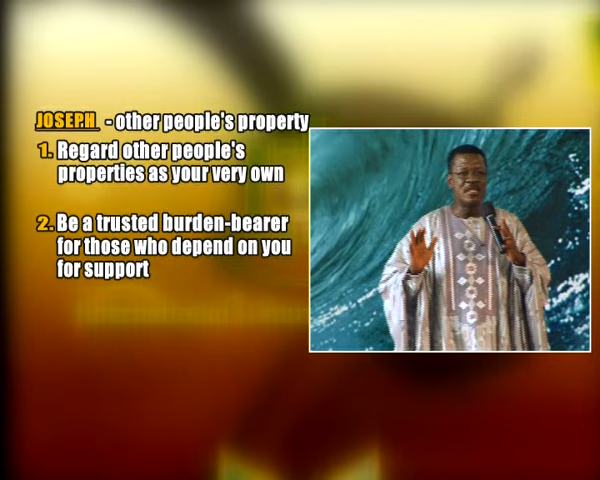 JOSEPH - other people's property
1. Regard other people's
properties as your very own
2. Be a trusted burden-bearer
for those who depend on you
for support